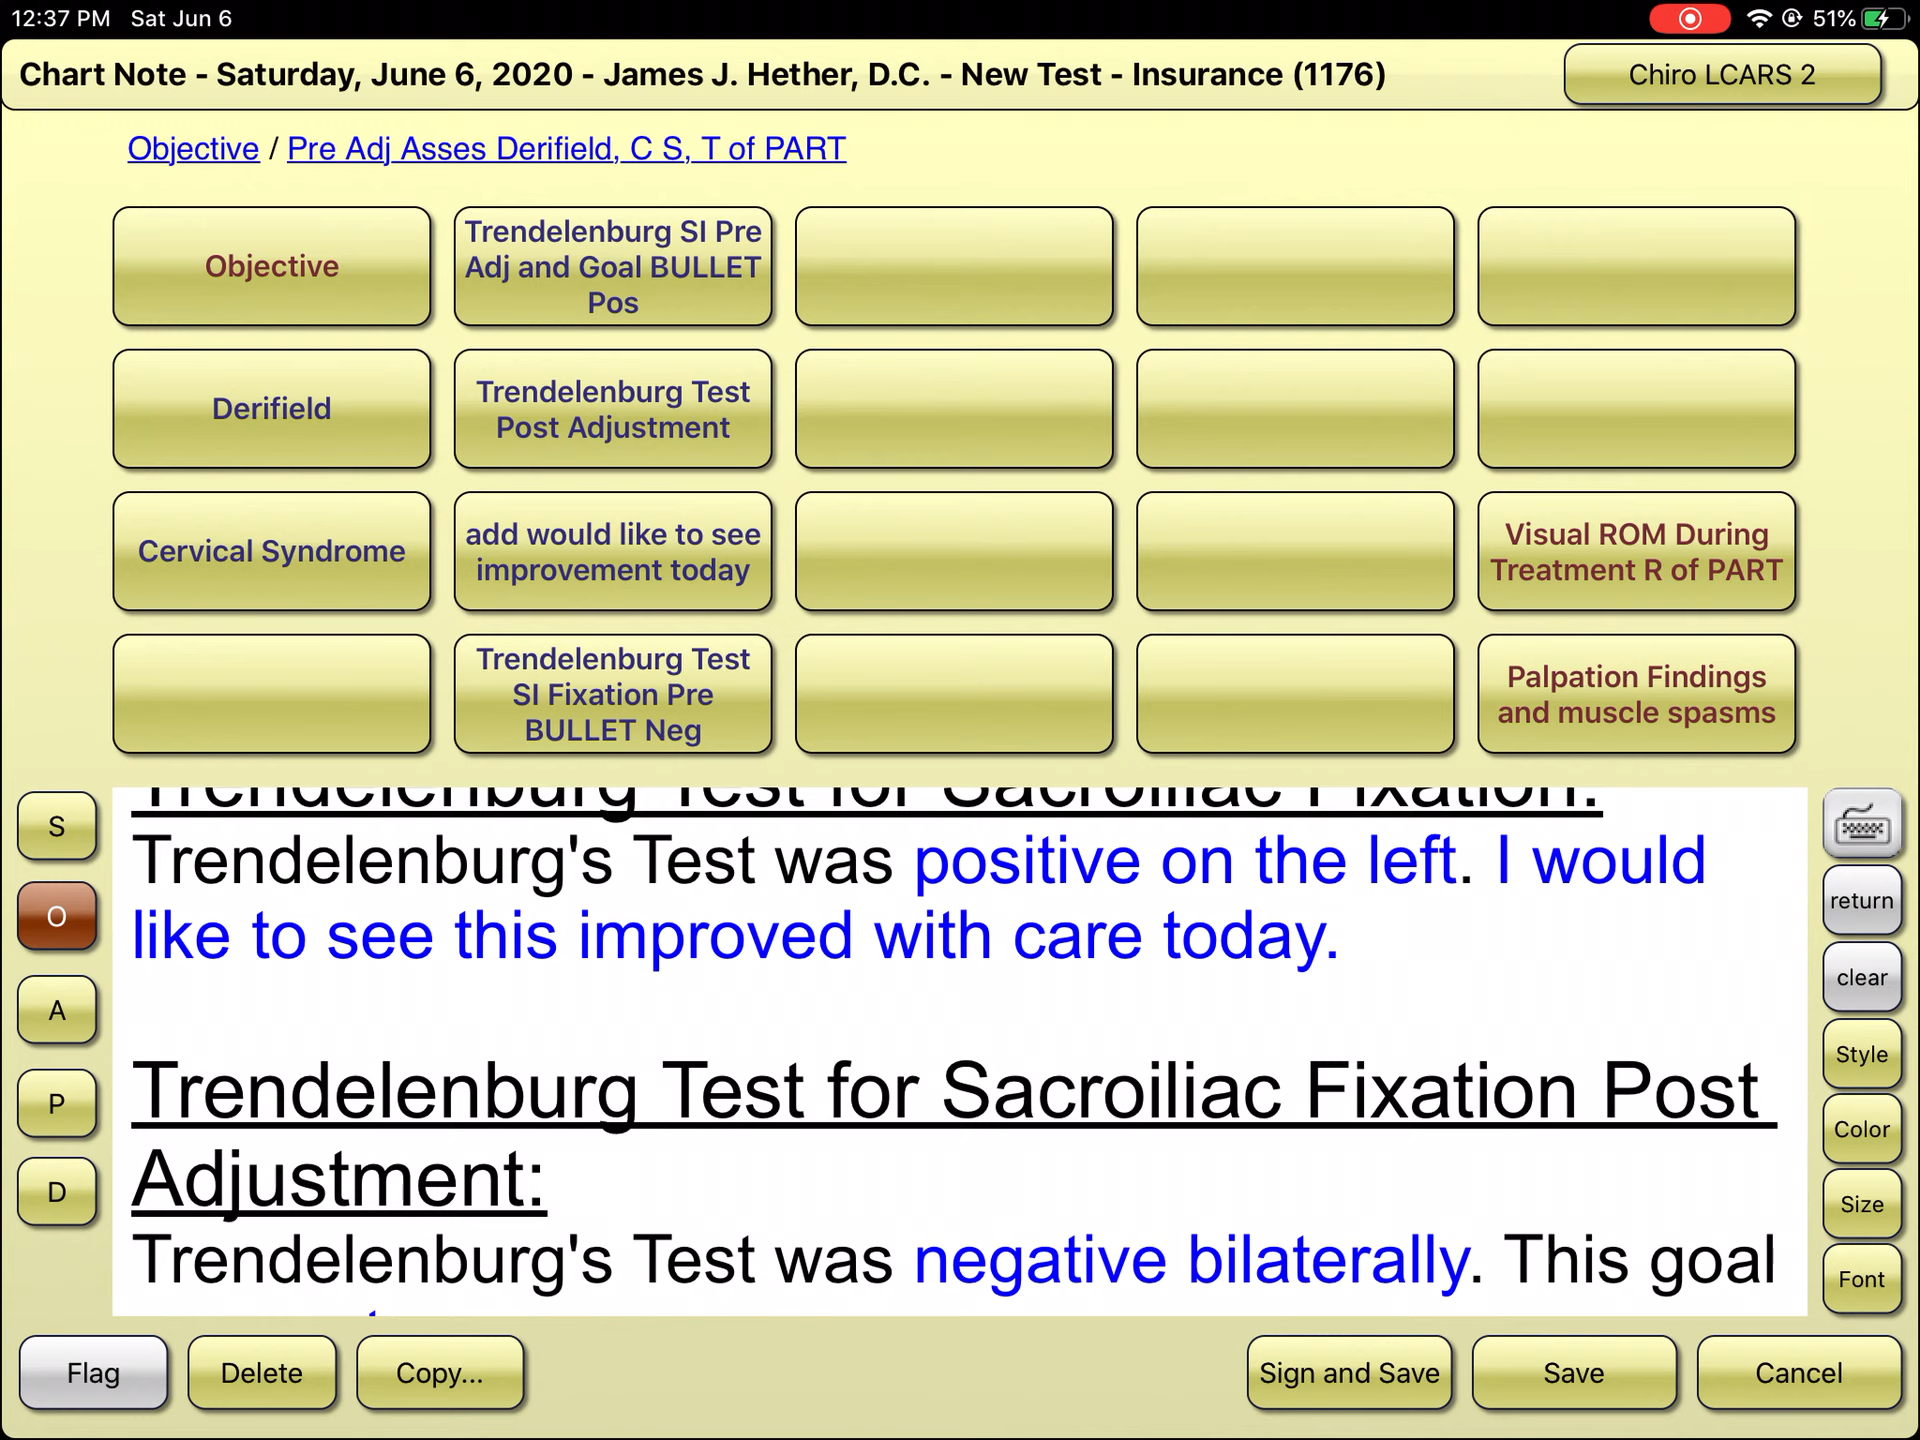 12:37 PM Sat Jun 6
51%
Chart Note - Saturday, June 6, 2020 - James J. Hether, D.C. - New Test - Insurance (1176)
Chiro LCARS 2
Objective / Pre Adj Asses Derifield, C S, T of PART
Objective
Trendelenburg SI Pre
Adj and Goal BULLET
Pos
Derifield
Trendelenburg Test
Post Adjustment
Cervical Syndrome
add would like to see
improvement today
Visual ROM During
Treatment R of PART
Trendelenburg Test
SI Fixation Pre
BULLET Neg
Palpation Findings
and muscle spasms
S
O
A
P
D
Trendelenburg Test for Sacroiliac Fixation:
Trendelenburg's Test was positive on the left. I would
like to see this improved with care today.
Trendelenburg Test for Sacroiliac Fixation Post
Adjustment:
Trendelenburg's Test was negative bilaterally. This goal
return
clear
Style
Color
Size
Font
Flag
Delete
Copy...
Sign and Save
Save
Cancel